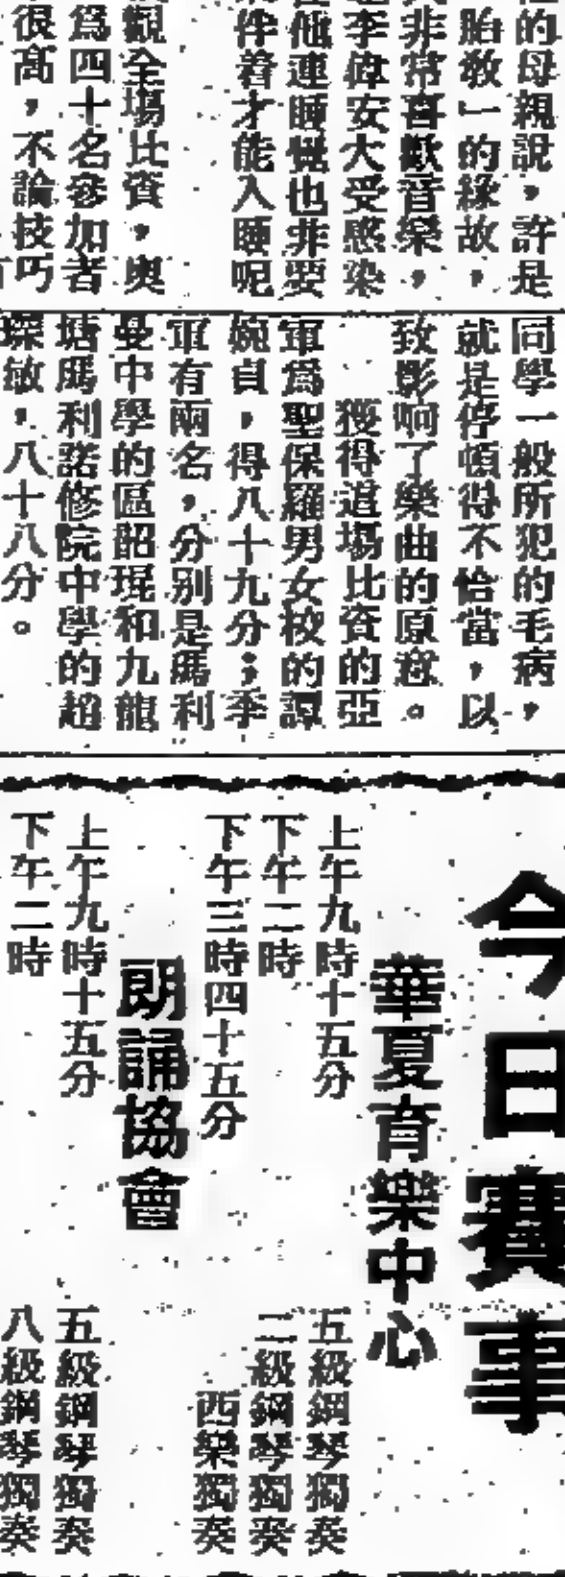 的母親說，許是
胎教」的緣故，
非常喜歡音樂，
李偉安大受感染
他連睡覺也非要
伴着才能入睡呢
觀全場比賽，與
爲四十名參加者
很高，不論技巧
同學一般所犯的毛病，
就是停頓得不恰當，以
致影响了樂曲的原意。
獲得這場比賽的亞
軍爲聖保羅男女校的譚
婉貞，得八十九分；季
軍有兩名，分别是瑪利
曼中學的區韶琨和九龍
塘瑪利諾修院中學的趙
敏，八十八分。
今日賽事
華夏育樂中心
上午九時十五分 五級鋼琴獨奏
下午二時 二級鋼琴獨奏
下午三時四十五分 西樂獨奏
朗誦協會
上午九時十五分 五級鋼琴獨奏
下午二時 八級鋼琴獨奏